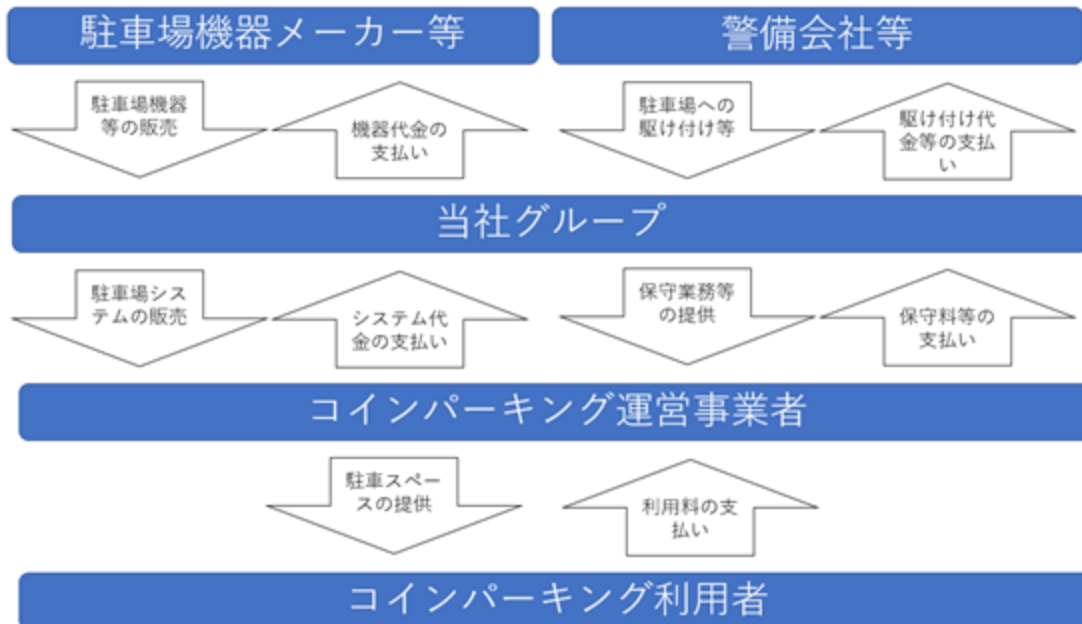 駐車場機器メーカー等
警備会社等
駐車場機器
等の販売
機器代金の
支払い
駐車場への
駆け付け等
駆け付け代
金等の支払
い
当社グループ
駐車場シス
テムの販売
システム代
金の支払い
保守業務等
の提供
保守料等の
支払い
コインパーキング運営事業者
駐車スペー
スの提供
利用料の支
払い
コインパーキング利用者